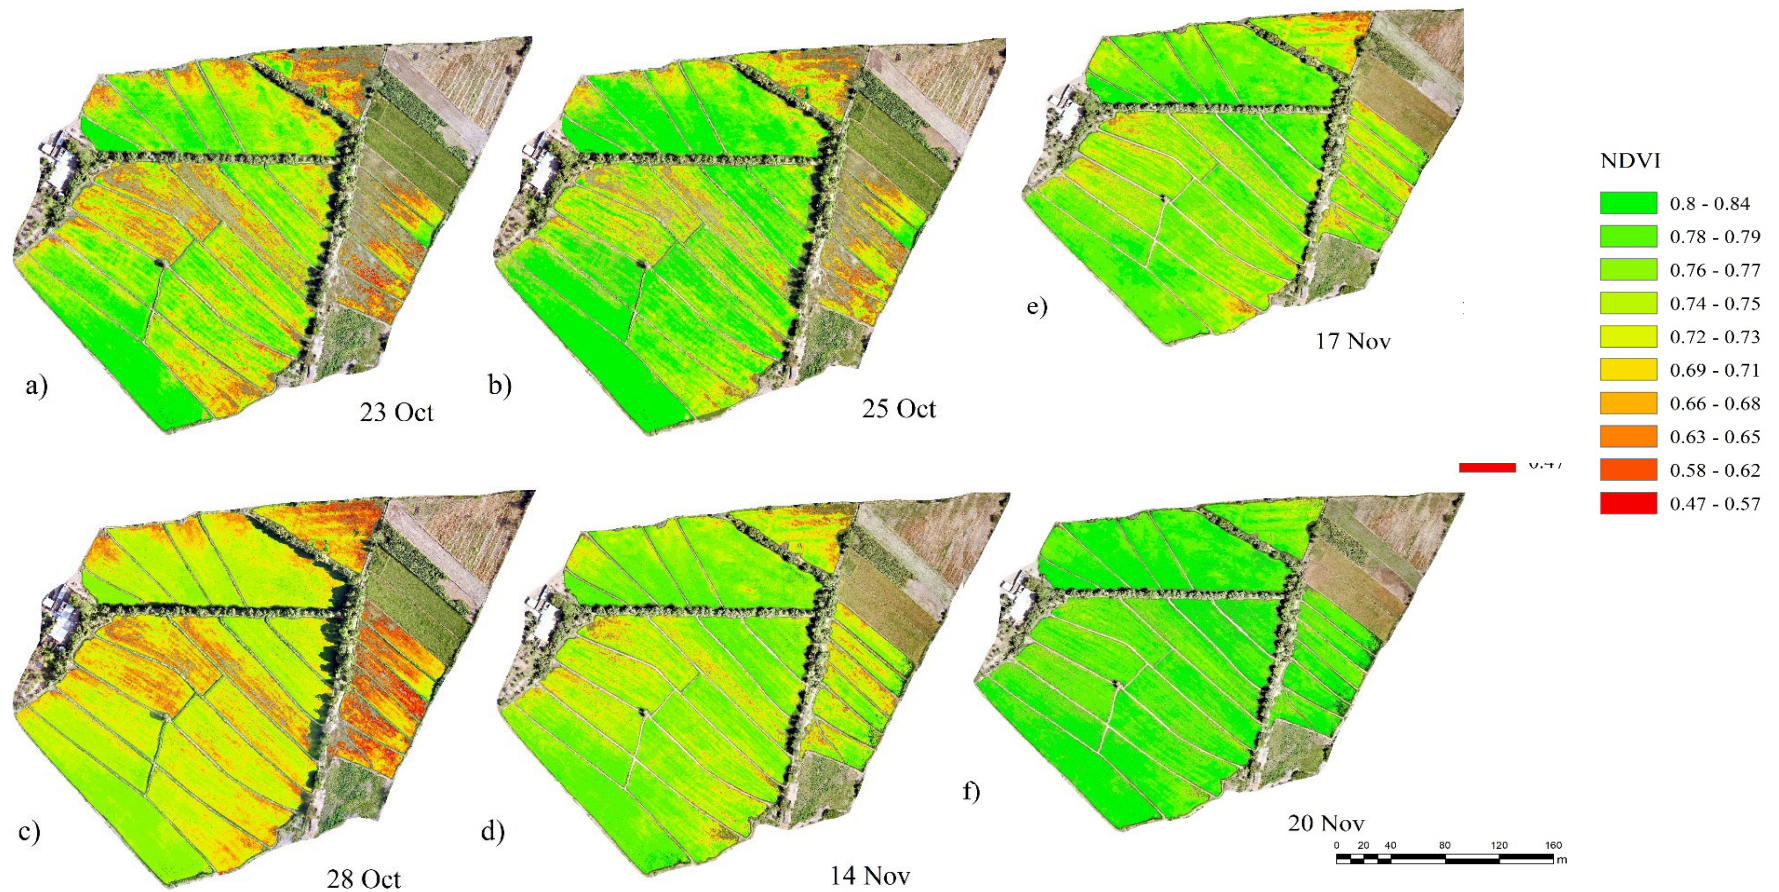 a)
23 Oct
b)
25 Oct
e)
17 Nov
NDVI
0.8 - 0.84
0.78 - 0.79
0.76 - 0.77
0.74 - 0.75
0.72 - 0.73
0.69 - 0.71
0.66 - 0.68
0.63 - 0.65
0.58 - 0.62
0.47 - 0.57
0.47
c)
28 Oct
d)
14 Nov
f)
20 Nov
0 20 40 80 120 160
m